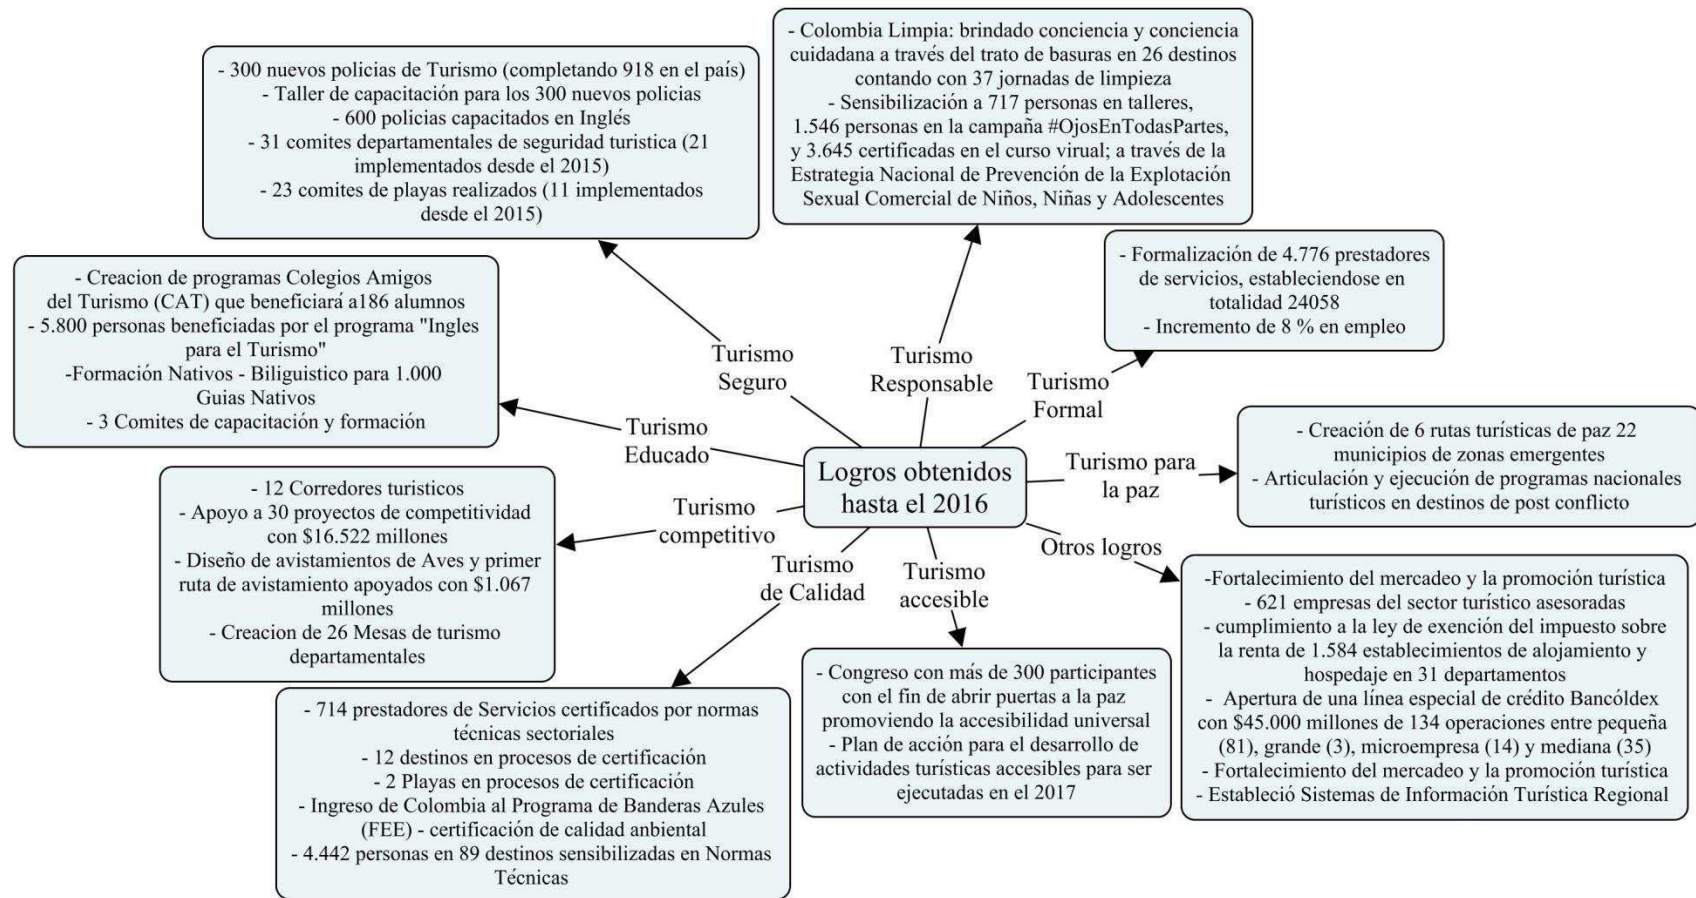 - Colombia Limpia: brindado conciencia y conciencia
cuidadana a través del trato de basuras en 26 destinos
contando con 37 jornadas de limpieza
- Sensibilización a 717 personas en talleres,
1.546 personas en la campaña #OjosEnTodasPartes,
y 3.645 certificadas en el curso virual; a través de la
Estrategia Nacional de Prevención de la Explotación
Sexual Comercial de Niños, Niñas y Adolescentes
- 300 nuevos policias de Turismo (completando 918 en el país)
- Taller de capacitación para los 300 nuevos policias
- 600 policias capacitados en Inglés
- 31 comites departamentales de seguridad turistica (21
implementados desde el 2015)
- 23 comites de playas realizados (11 implementados
desde el 2015)
- Formalización de 4.776 prestadores
de servicios, estableciendose en
totalidad 24058
- Incremento de 8 % en empleo
- Creacion de programas Colegios Amigos
del Turismo (CAT) que beneficiará a186 alumnos
- 5.800 personas beneficiadas por el programa "Ingles
para el Turismo"
-Formación Nativos - Biliguistico para 1.000
Guias Nativos
- 3 Comites de capacitación y formación
Turismo
Seguro
Turismo
Responsable
Turismo
Formal
Turismo
Educado
Logros obtenidos
hasta el 2016
Turismo para
la paz
- Creación de 6 rutas turísticas de paz 22
municipios de zonas emergentes
- Articulación y ejecución de programas nacionales
turísticos en destinos de post conflicto
- 12 Corredores turisticos
- Apoyo a 30 proyectos de competitividad
con $16.522 millones
- Diseño de avistamientos de Aves y primer
ruta de avistamiento apoyados con $1.067
millones
- Creacion de 26 Mesas de turismo
departamentales
Turismo
competitivo
Turismo
de Calidad
Turismo
accesible
Otros logros
-Fortalecimiento del mercadeo y la promoción turística
- 621 empresas del sector turístico asesoradas
- cumplimiento a la ley de exención del impuesto sobre
la renta de 1.584 establecimientos de alojamiento y
hospedaje en 31 departamentos
- Apertura de una línea especial de crédito Bancóldex
con $45.000 millones de 134 operaciones entre pequeña
(81), grande (3), microempresa (14) y mediana (35)
- Fortalecimiento del mercadeo y la promoción turística
- Estableció Sistemas de Información Turística Regional
- Congreso con más de 300 participantes
con el fin de abrir puertas a la paz
promoviendo la accesibilidad universal
- Plan de acción para el desarrollo de
actividades turísticas accesibles para ser
ejecutadas en el 2017
- 714 prestadores de Servicios certificados por normas
técnicas sectoriales
- 12 destinos en procesos de certificación
- 2 Playas en procesos de certificación
- Ingreso de Colombia al Programa de Banderas Azules
(FEE) - certificación de calidad anbiental
- 4.442 personas en 89 destinos sensibilizadas en Normas
Técnicas